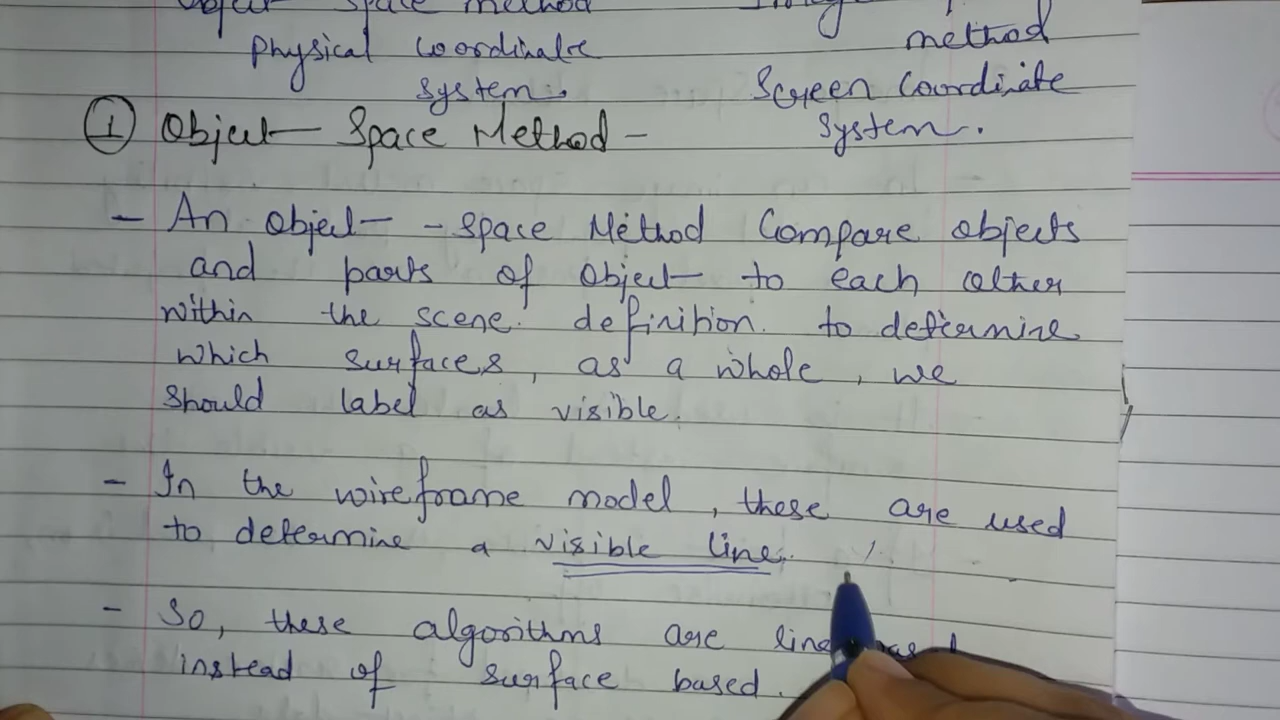 Object Space method
method
Physical Coordinate
system.
Screen Coordinate
System.
① Object Space Method -
- An Object - space Method Compare objects
and parts of object to each other
within the scene definition. to determine
which surfaces, as a whole, we
should label as visible.
- In the wireframe model, these are used
to determine a visible line.
- So, these algorithms are line
instead of surface based.